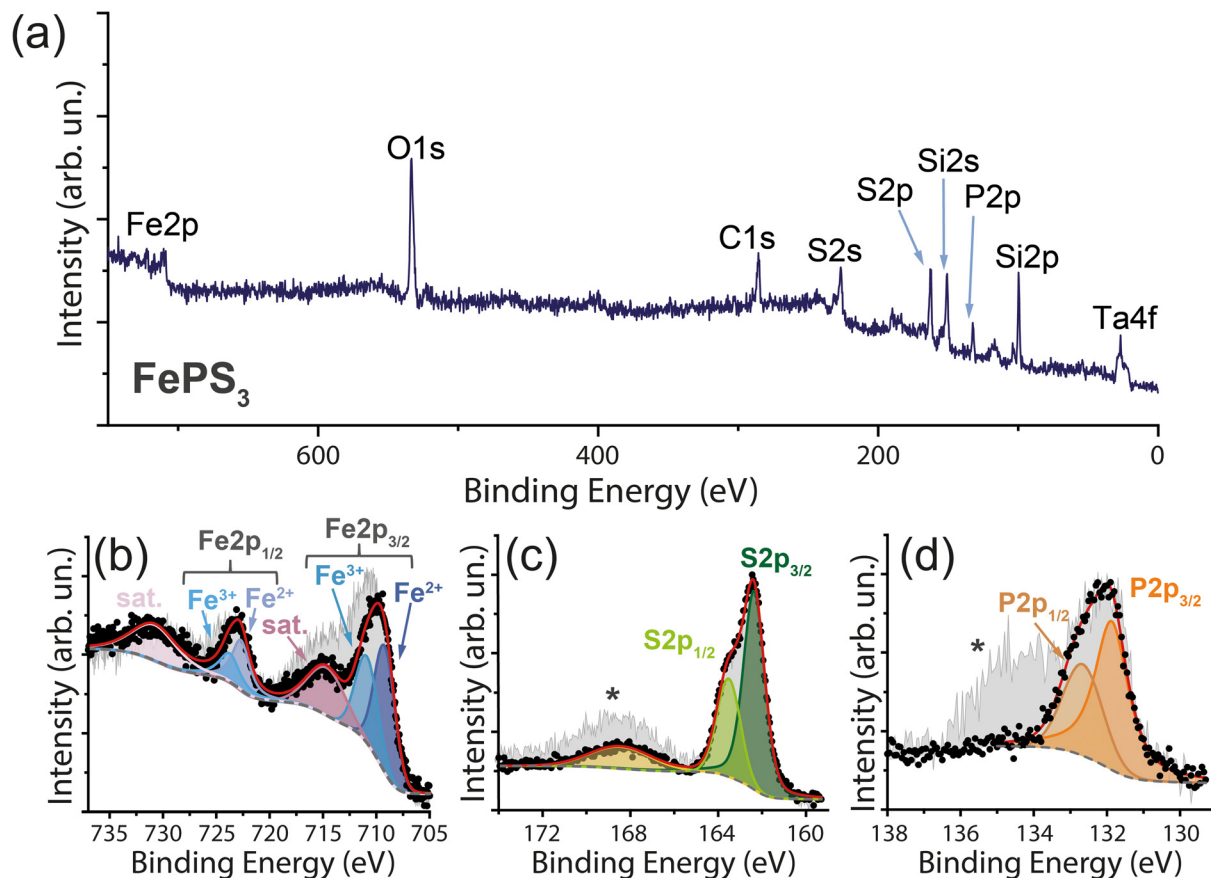 (a)
Intensity (arb. un.)
Fe2p
O1s
C1s
S2s
S2p
Si2s
P2p
Si2p
Ta4f
FePS3
600
400
200
0
Binding Energy (eV)
(b)
Intensity (arb. un.)
Fe2p1/2
Fe2p3/2
sat.
Fe3+
Fe2+
sat.
Fe3+
Fe2+
735
725
720
715
709
705
Binding Energy (eV)
(c)
Intensity (arb. un.)
S2p3/2
S2p1/2
*
172
168
164
160
Binding Energy (eV)
(d)
Intensity (arb. un.)
P2p3/2
P2p1/2
*
138
136
134
132
130
Binding Energy (eV)